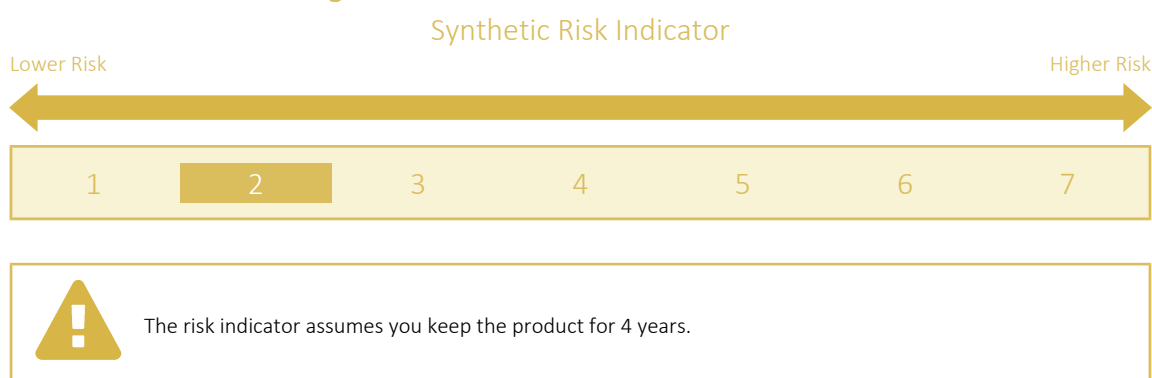 Synthetic Risk Indicator
Lower Risk Higher Risk
1 2 3 4 5 6 7
The risk indicator assumes you keep the product for 4 years.